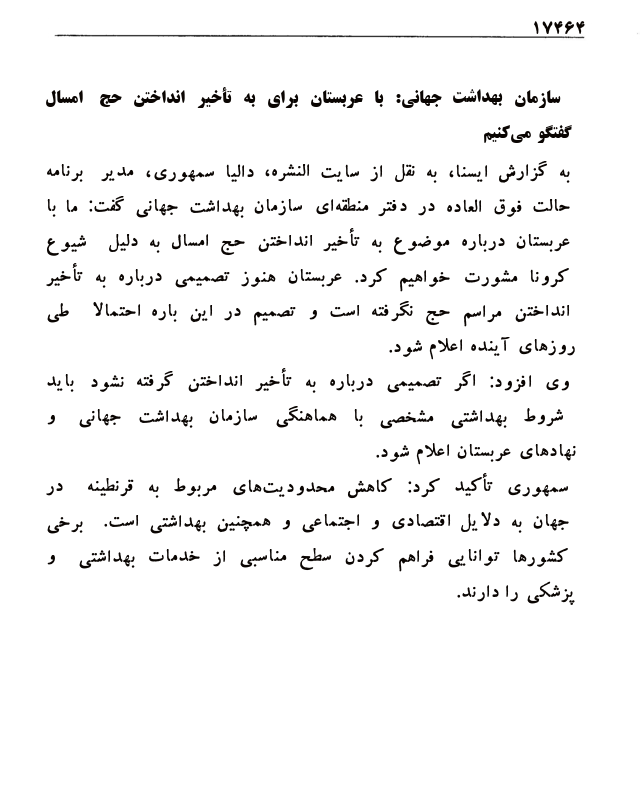 ۱۷۴۶۴
سازمان بهداشت جهانی: با عربستان برای به تأخیر انداختن حج امسال
گفتگو می‌کنیم
به گزارش ایسنا، به نقل از سایت النشره، دالیا سمهوری، مدیر برنامه
حالت فوق العاده در دفتر منطقه‌ای سازمان بهداشت جهانی گفت: ما با
عربستان درباره موضوع به تأخیر انداختن حج امسال به دلیل شیوع
کرونا مشورت خواهیم کرد. عربستان هنوز تصمیمی درباره به تأخیر
انداختن مراسم حج نگرفته است و تصمیم در این باره احتمالا طی
روزهای آینده اعلام شود.
وی افزود: اگر تصمیمی درباره به تأخیر انداختن گرفته نشود باید
شروط بهداشتی مشخصی با هماهنگی سازمان بهداشت جهانی و
نهادهای عربستان اعلام شود.
سمهوری تأکید کرد: کاهش محدودیت‌های مربوط به قرنطینه در
جهان به دلایل اقتصادی و اجتماعی و همچنین بهداشتی است. برخی
کشورها توانایی فراهم کردن سطح مناسبی از خدمات بهداشتی و
پزشکی را دارند.